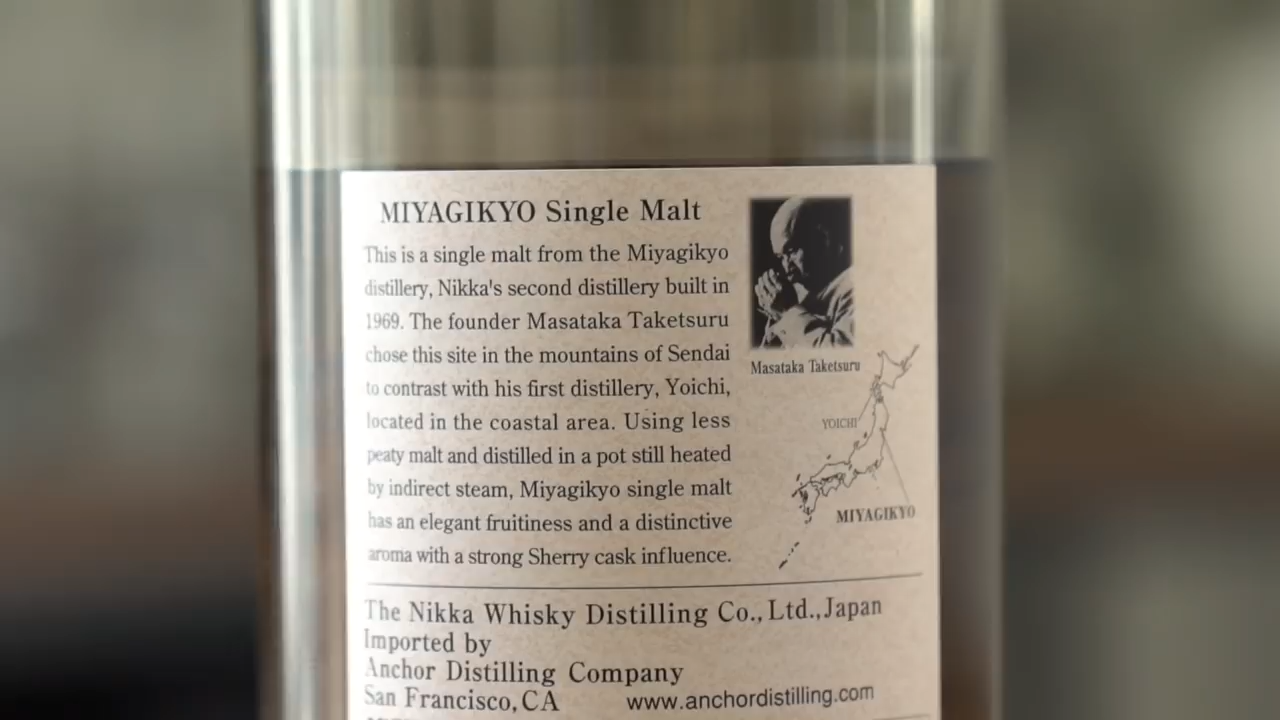 MIYAGIKYO Single Malt
This is a single malt from the Miyagikyo
distillery, Nikka's second distillery built in
1969. The founder Masataka Taketsuru
chose this site in the mountains of Sendai
to contrast with his first distillery, Yoichi,
located in the coastal area. Using less
peaty malt and distilled in a pot still heated
by indirect steam, Miyagikyo single malt
has an elegant fruitiness and a distinctive
aroma with a strong Sherry cask influence.
Masataka Taketsuru
YOICHI
MIYAGIKYO
The Nikka Whisky Distilling Co., Ltd., Japan
Imported by
Anchor Distilling Company
San Francisco, CA www.anchordistilling.com